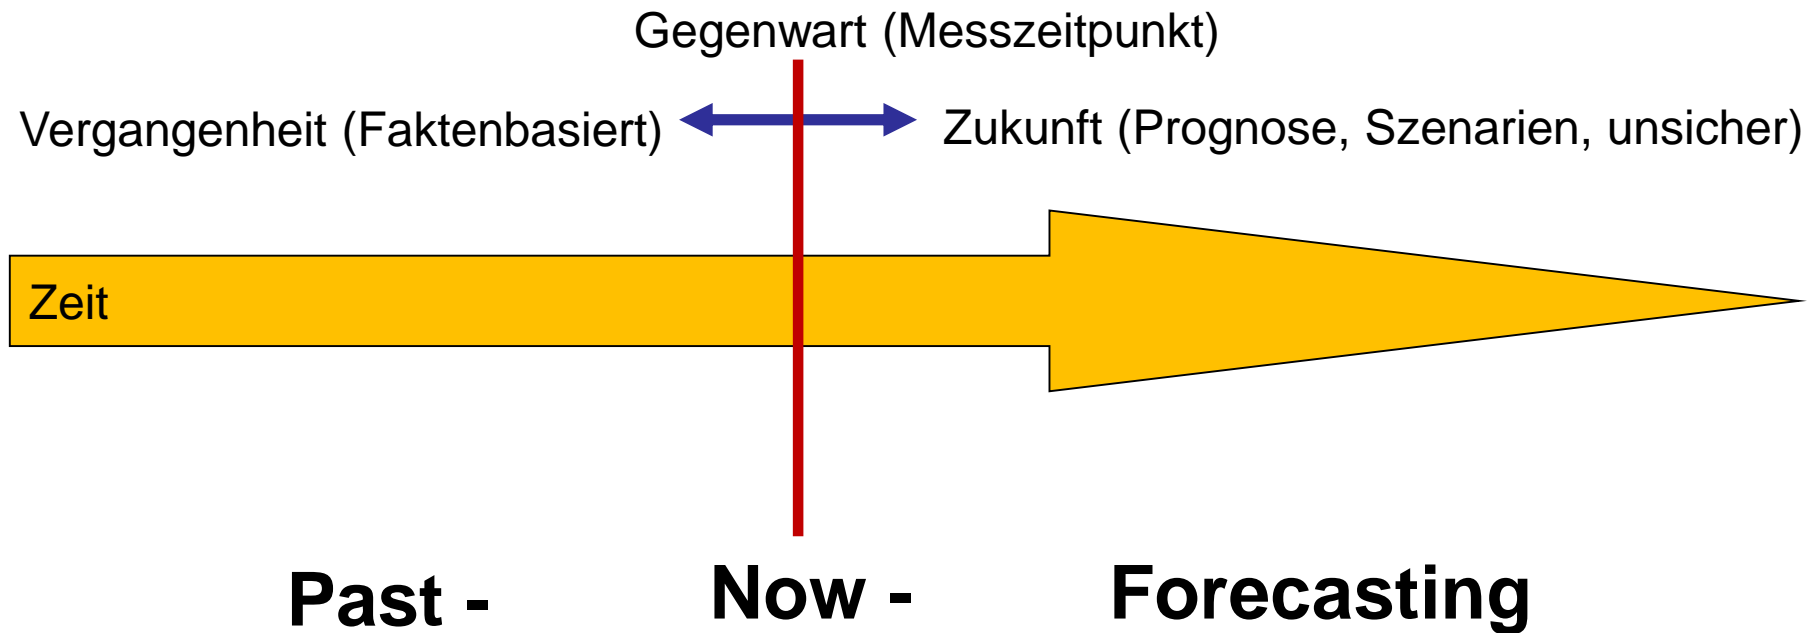 Gegenwart (Messzeitpunkt)
Vergangenheit (Faktenbasiert)
Zukunft (Prognose, Szenarien, unsicher)
Zeit
Past -
Now -
Forecasting